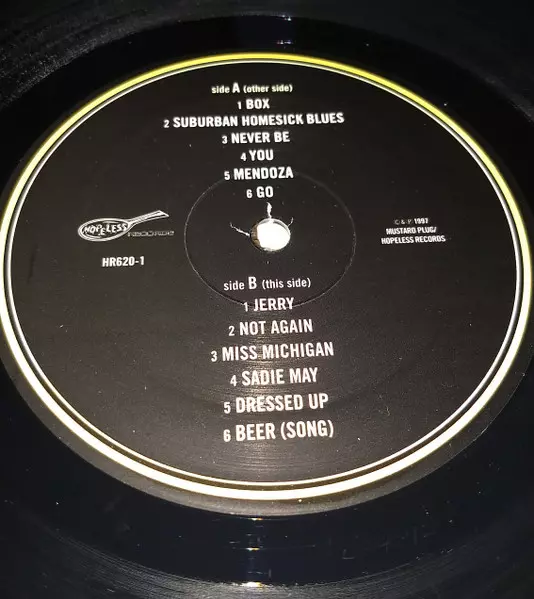 side A (other side)
1 BOX
2 SUBURBAN HOMESICK BLUES
3 NEVER BE
4 YOU
5 MENDOZA
6 GO
HOPELESS
RECORDS
HR620-1
© & ℗ 1997
MUSTARD PLUG/
HOPELESS RECORDS
side B (this side)
1 JERRY
2 NOT AGAIN
3 MISS MICHIGAN
4 SADIE MAY
5 DRESSED UP
6 BEER (SONG)